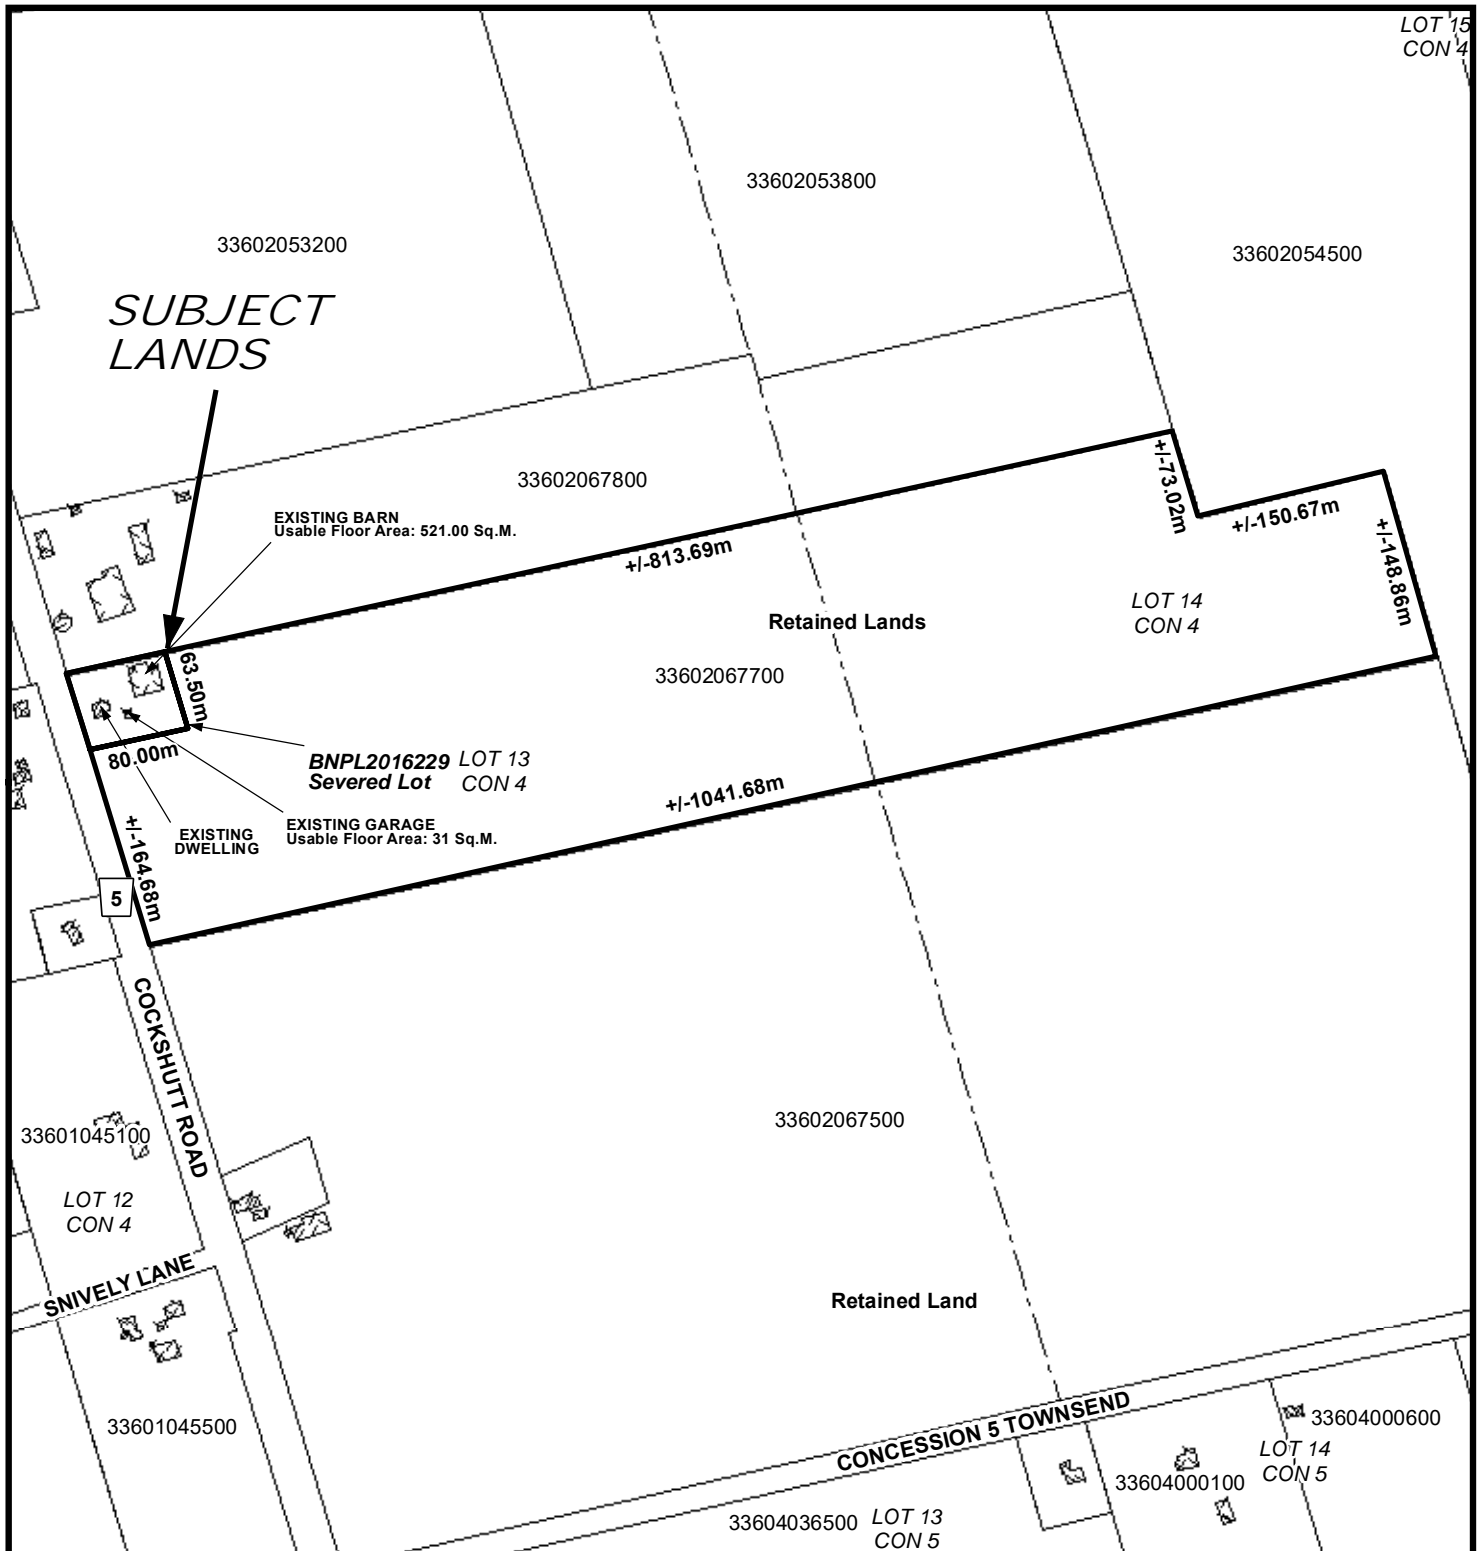 LOT 15
CON 4
33602053800
33602053200
33602054500
SUBJECT
LANDS
33602067800
EXISTING BARN
Usable Floor Area: 521.00 Sq.M.
+/-73.02m
+/-150.67m
+/-813.69m
+/-148.86m
LOT 14
CON 4
Retained Lands
33602067700
63.50m
80.00m
BNPL2016229
Severed Lot
LOT 13
CON 4
+/-1041.68m
EXISTING
DWELLING
EXISTING GARAGE
Usable Floor Area: 31 Sq.M.
+/-164.68m
5
COCKSHUTT ROAD
33602067500
33601045100
LOT 12
CON 4
SNIVELY LANE
Retained Land
33601045500
CONCESSION 5 TOWNSEND
33604000600
LOT 14
CON 5
33604000100
33604036500
LOT 13
CON 5